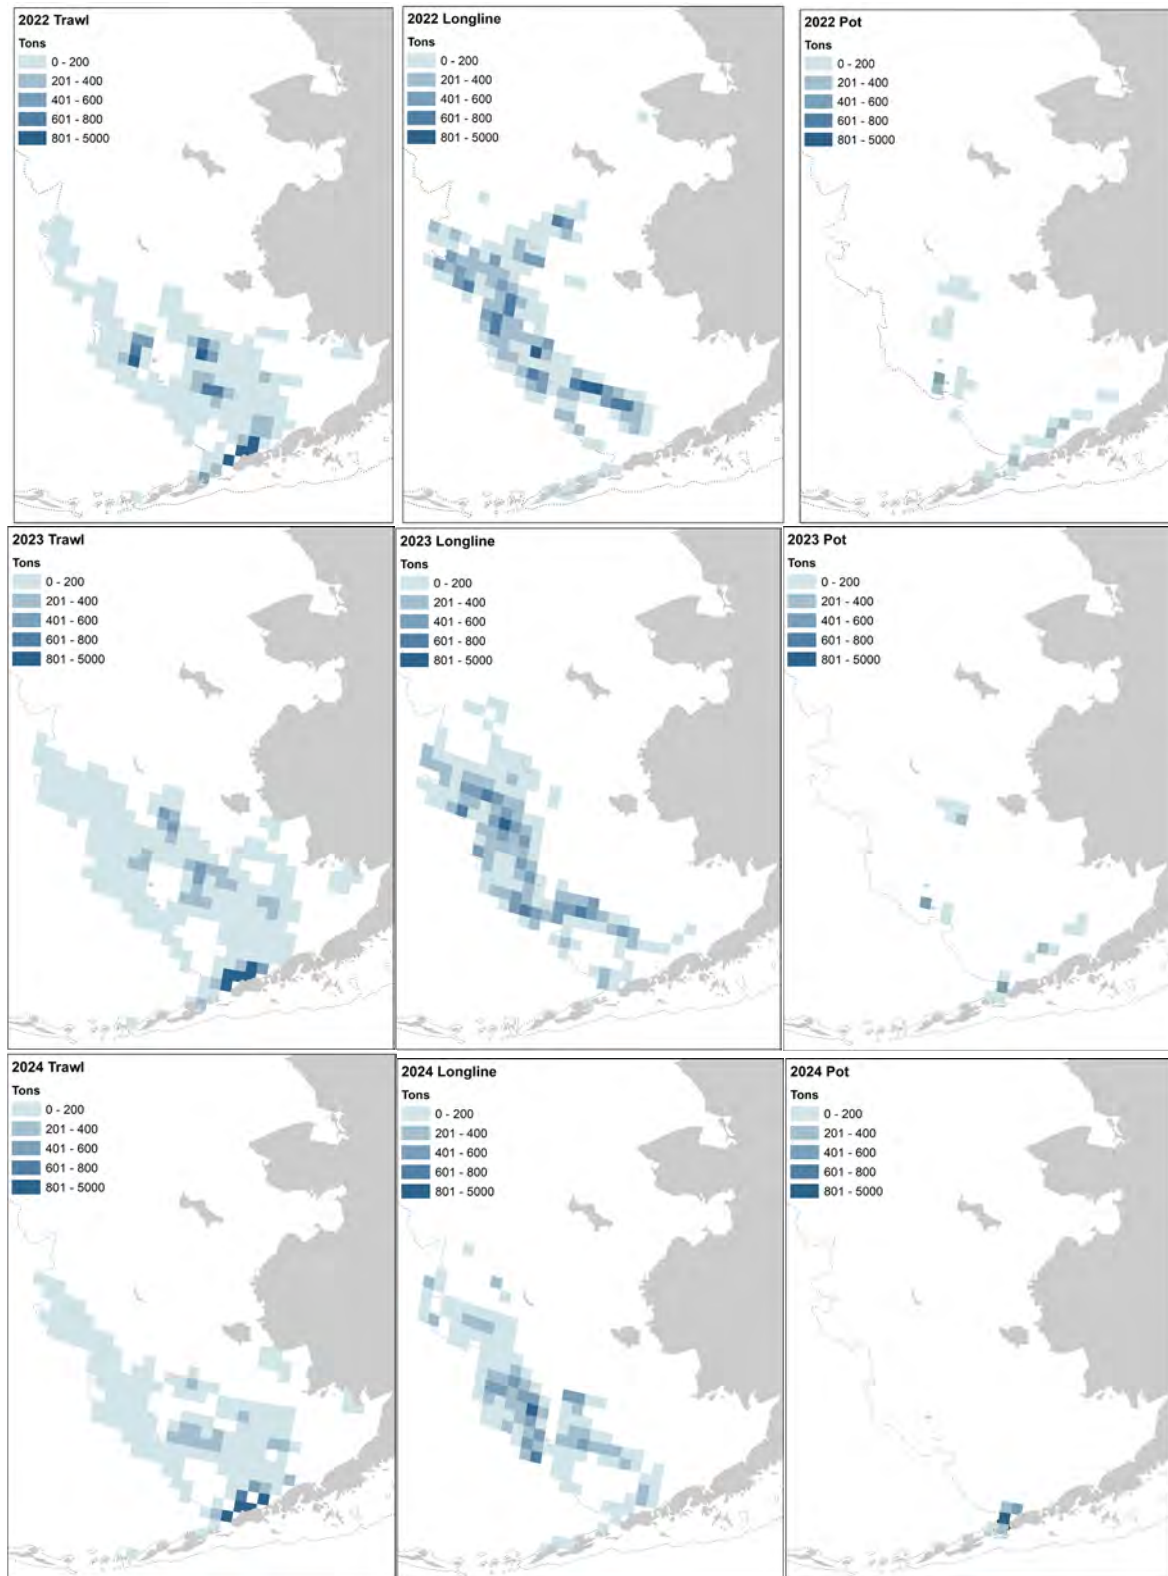 2022 Trawl
Tons
0 - 200
201 - 400
401 - 600
601 - 800
801 - 5000
2022 Longline
Tons
0 - 200
201 - 400
401 - 600
601 - 800
801 - 5000
2022 Pot
Tons
0 - 200
201 - 400
401 - 600
601 - 800
801 - 5000
2023 Trawl
Tons
0 - 200
201 - 400
401 - 600
601 - 800
801 - 5000
2023 Longline
Tons
0 - 200
201 - 400
401 - 600
601 - 800
801 - 5000
2023 Pot
Tons
0 - 200
201 - 400
401 - 600
601 - 800
801 - 5000
2024 Trawl
Tons
0 - 200
201 - 400
401 - 600
601 - 800
801 - 5000
2024 Longline
Tons
0 - 200
201 - 400
401 - 600
601 - 800
801 - 5000
2024 Pot
Tons
0 - 200
201 - 400
401 - 600
601 - 800
801 - 5000